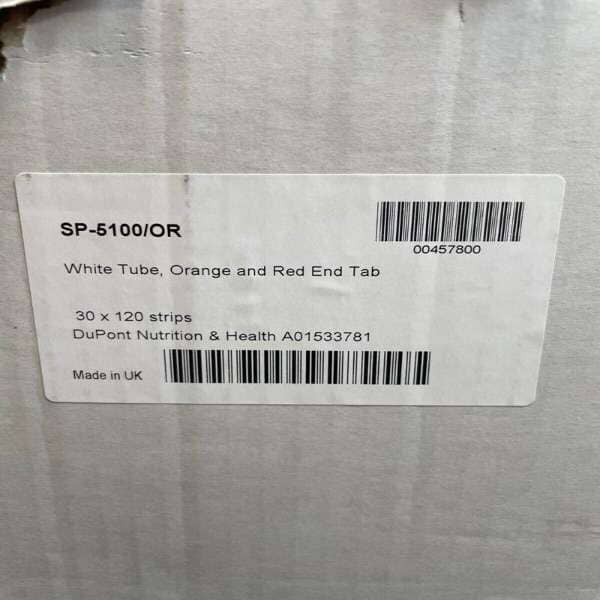 SP-5100/OR
00457800
White Tube, Orange and Red End Tab
30 x 120 strips
DuPont Nutrition & Health A01533781
Made in UK